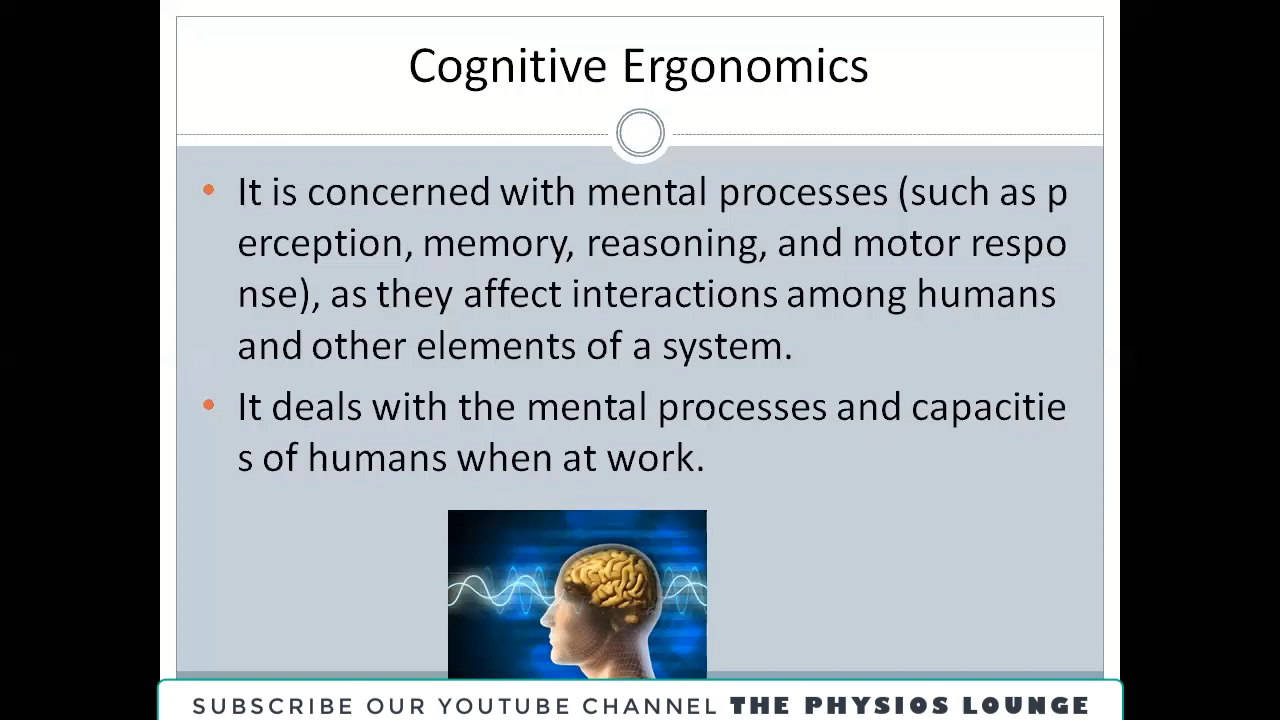 Cognitive Ergonomics
• It is concerned with mental processes (such as p
erception, memory, reasoning, and motor respo
nse), as they affect interactions among humans
and other elements of a system.
• It deals with the mental processes and capacitie
s of humans when at work.
SUBSCRIBE OUR YOUTUBE CHANNEL THE PHYSIOS LOUNGE